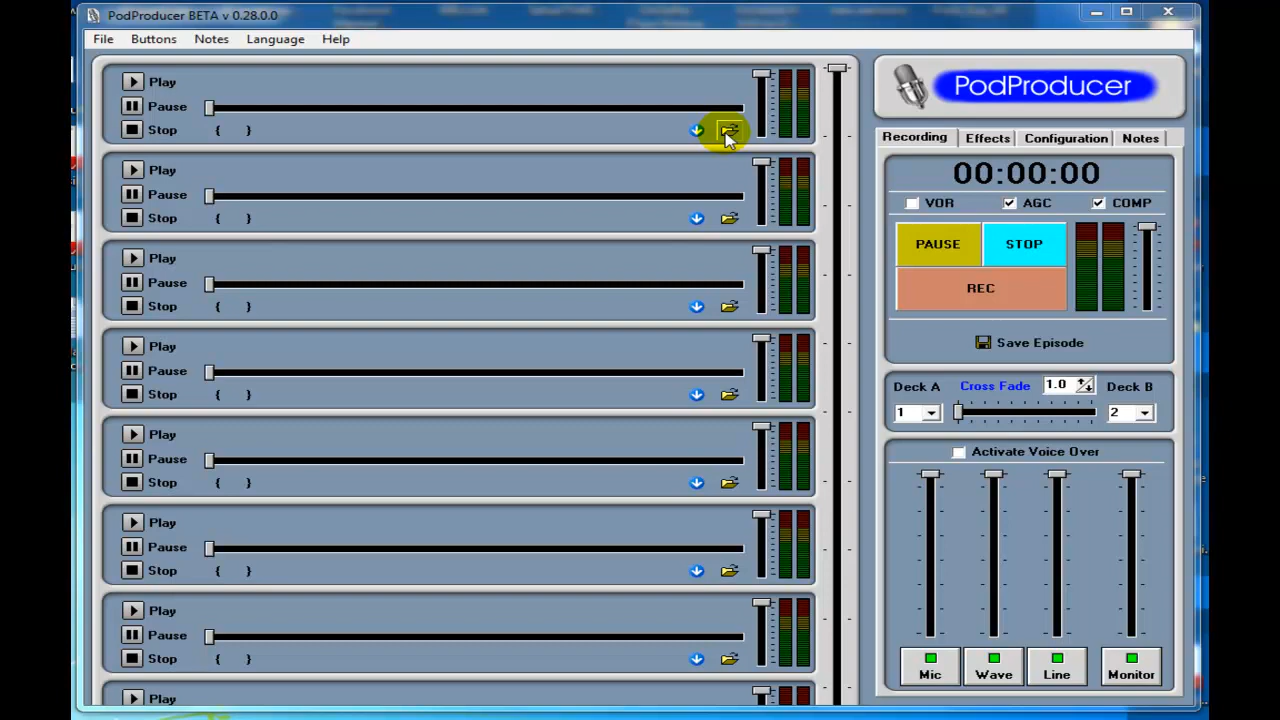 PodProducer BETA v 0.28.0.0
File Buttons Notes Language Help
Play
Pause
Stop { }
Play
Pause
Stop { }
Play
Pause
Stop { }
Play
Pause
Stop { }
Play
Pause
Stop { }
Play
Pause
Stop { }
Play
Pause
Stop { }
Play
PodProducer
Recording Effects Configuration Notes
00:00:00
VOR AGC COMP
PAUSE STOP
REC
Save Episode
Deck A Cross Fade 1.0 Deck B
1 2
Activate Voice Over
Mic Wave Line Monitor